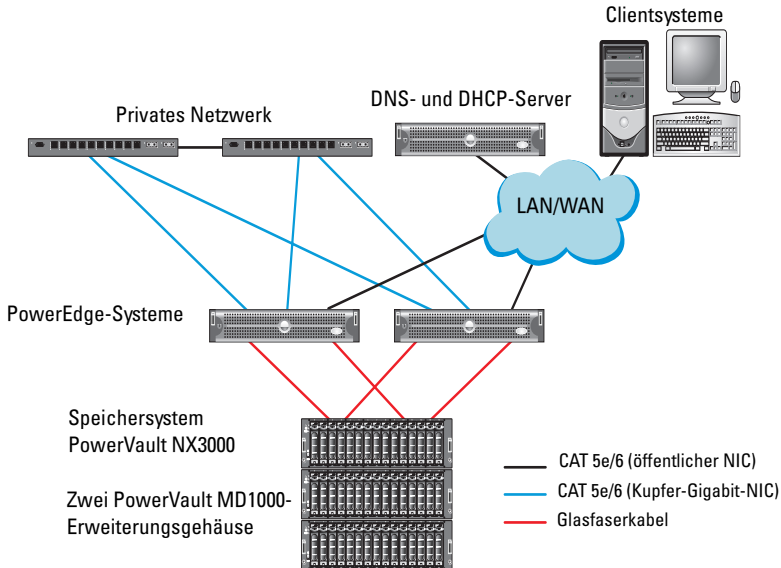 Clientsysteme
DNS- und DHCP-Server
Privates Netzwerk
LAN/WAN
PowerEdge-Systeme
Speichersystem
PowerVault NX3000
Zwei PowerVault MD1000-
Erweiterungsgehäuse
CAT 5e/6 (öffentlicher NIC)
CAT 5e/6 (Kupfer-Gigabit-NIC)
Glasfaserkabel